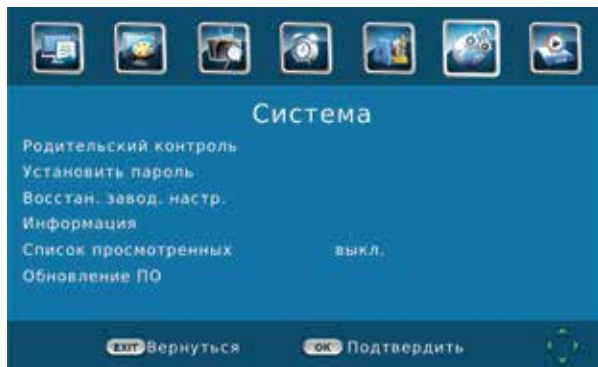 Система
Родительский контроль
Установить пароль
Восстан. завод. настр.
Информация
Список просмотренных выкл.
Обновление ПО
EXIT Вернуться OK Подтвердить